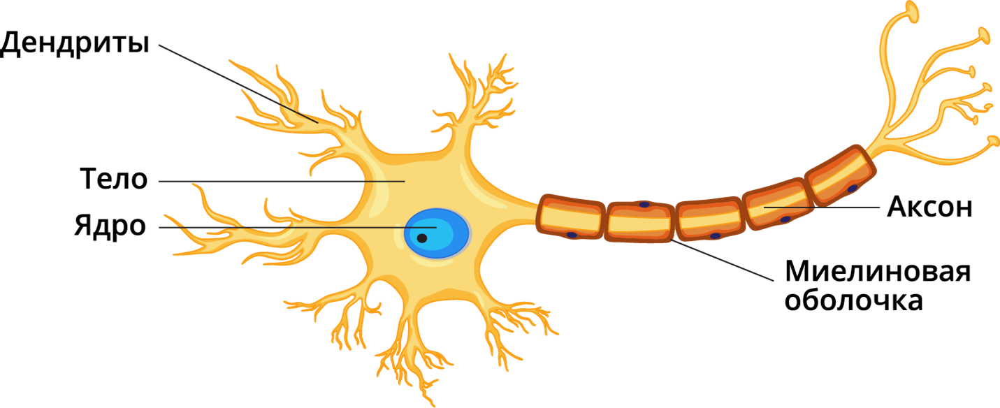 Дендриты
Тело
Ядро
Аксон
Миелиновая
оболочка